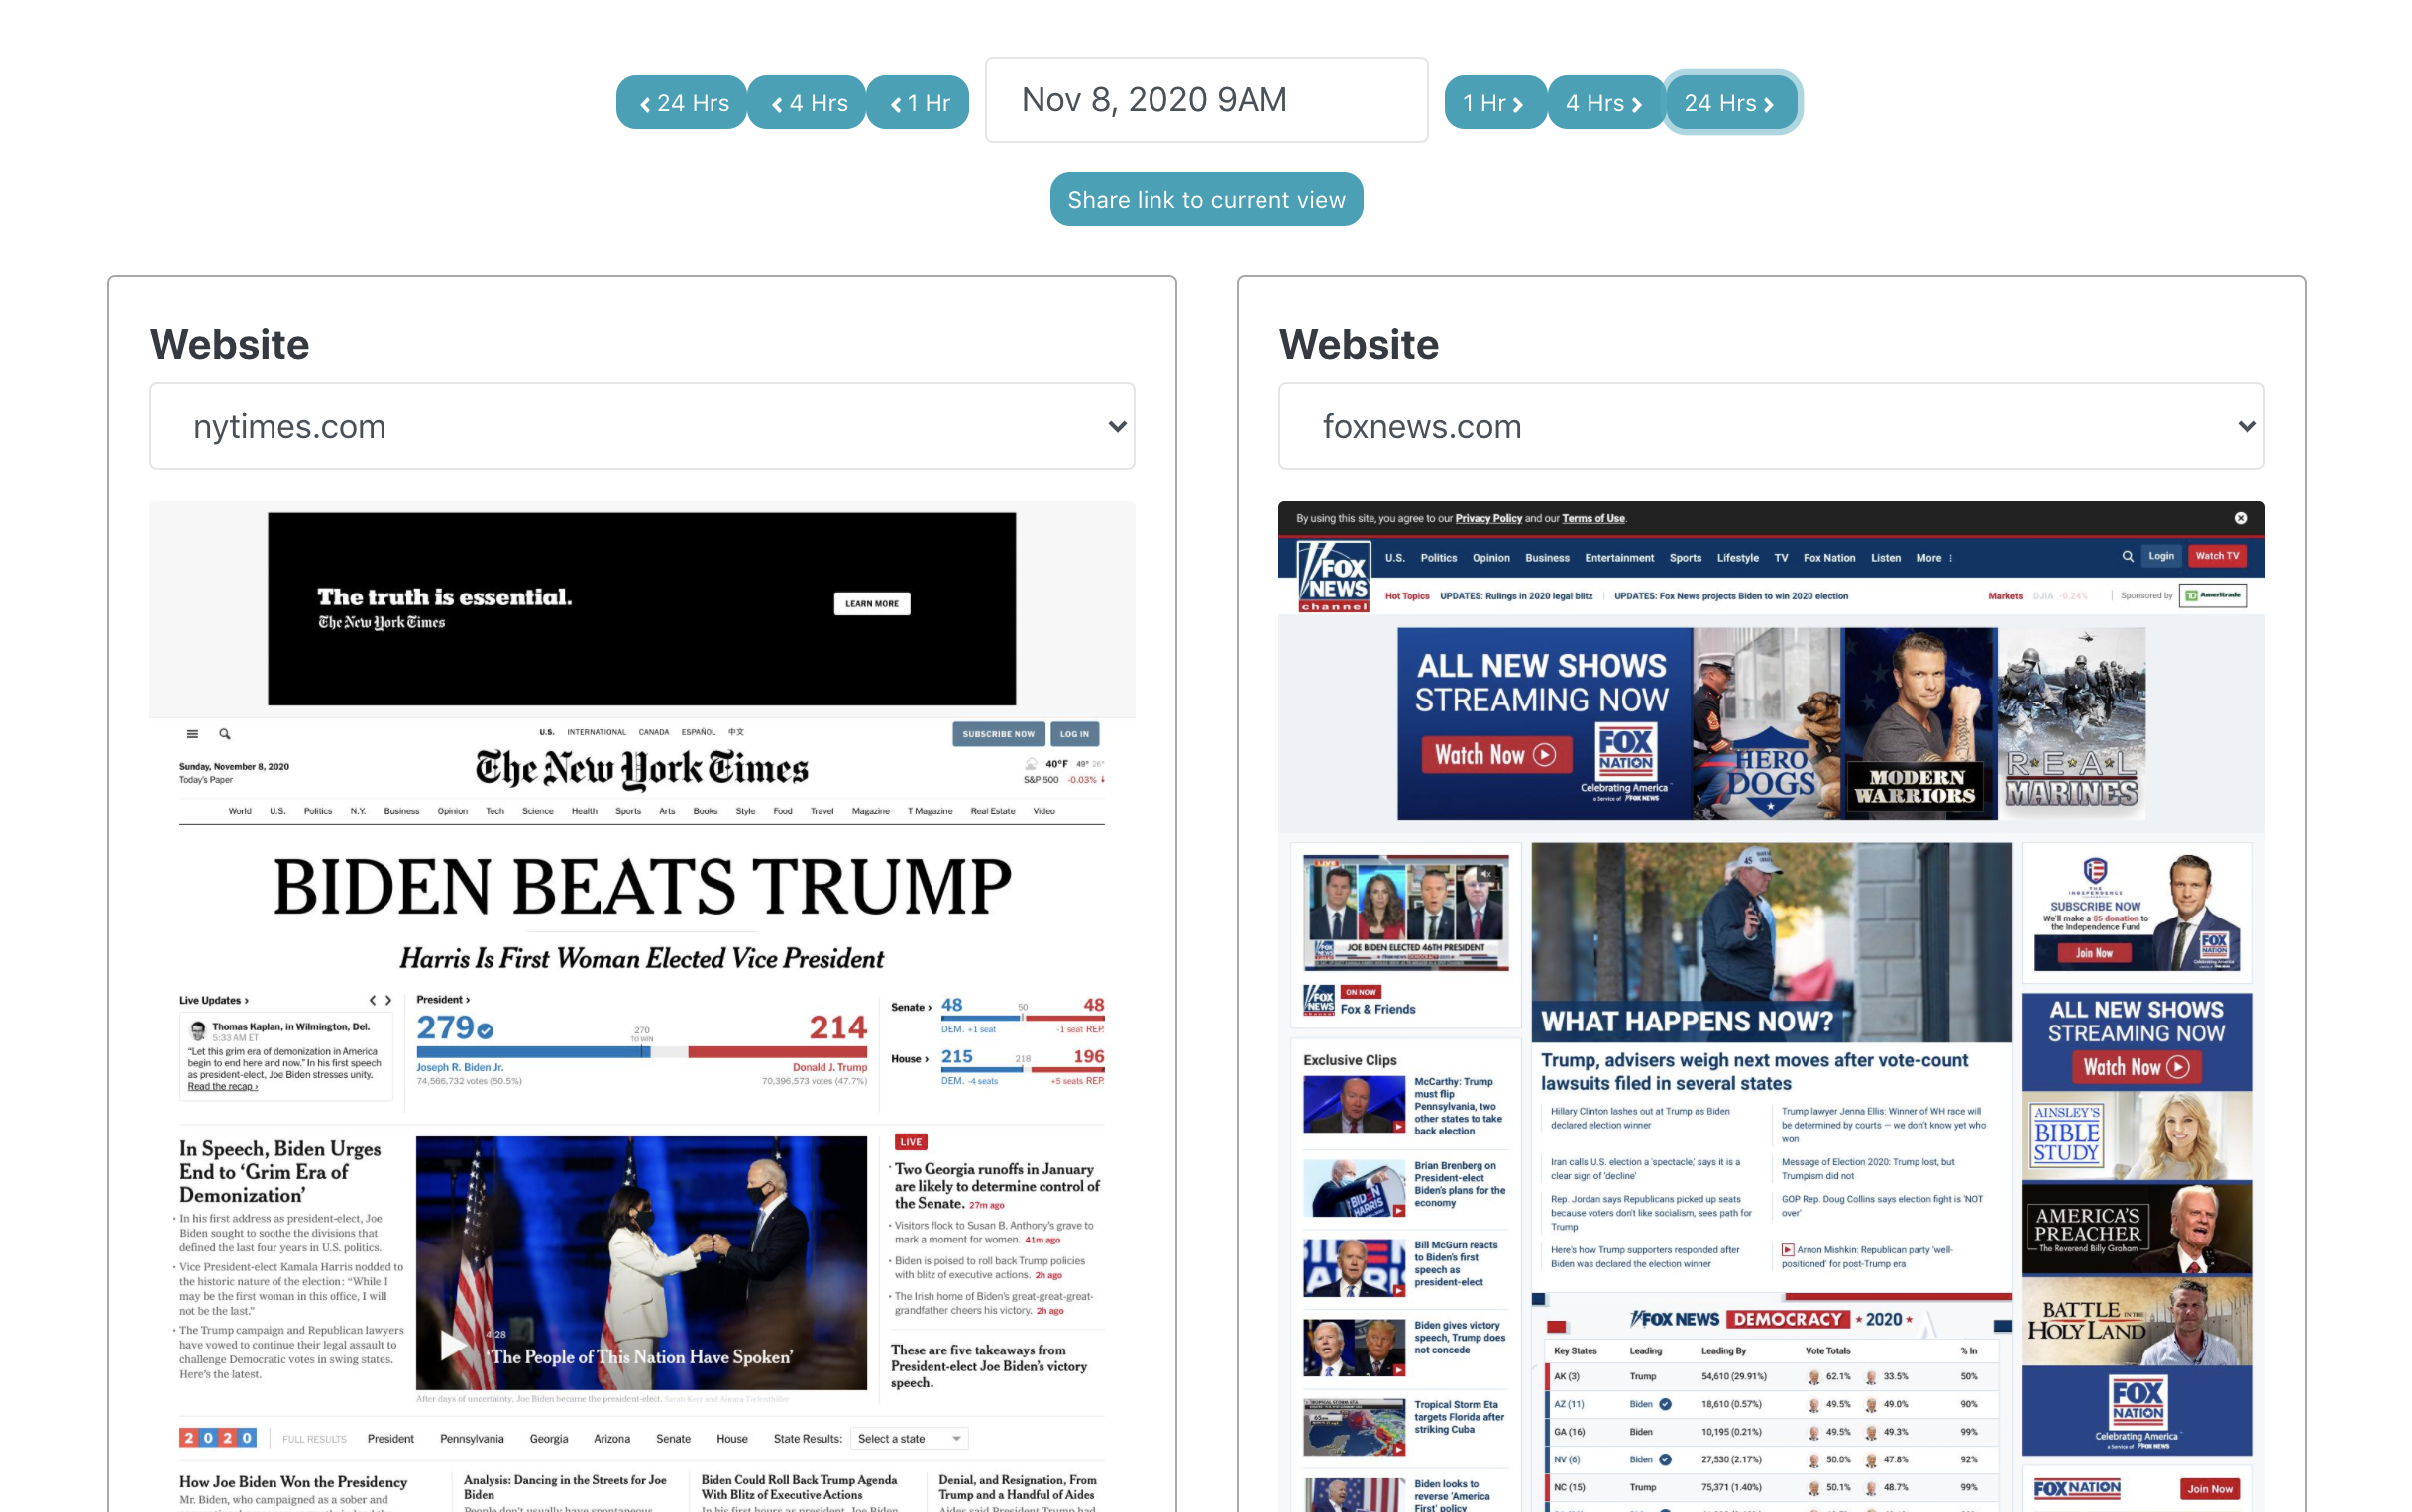 24 Hrs
4 Hrs
1 Hr
Nov 8, 2020 9AM
1 Hr
4 Hrs
24 Hrs
Share link to current view
Website
nytimes.com
The truth is essential.
The New York Times
LEARN MORE
U.S. INTERNATIONAL CANADA ESPAÑOL 中文
SUBSCRIBE NOW LOG IN
The New York Times
Sunday, November 8, 2020
Today's Paper
40°F 49° 26°
S&P 500 -0.03%
World U.S. Politics N.Y. Business Opinion Tech Science Health Sports Arts Books Style Food Travel Magazine T Magazine Real Estate Video
BIDEN BEATS TRUMP
Harris Is First Woman Elected Vice President
Live Updates
Thomas Kaplan, in Wilmington, Del.
5:33 AM ET
"Let this grim era of demonization in America
begin to end here and now." In his first speech
as president-elect, Joe Biden stresses unity.
Read the recap
President
279 214
270
TO WIN
Joseph R. Biden Jr. Donald J. Trump
74,566,732 votes (50.5%) 70,396,573 votes (47.7%)
Senate 48 50 48
DEM. +1 seat -1 seat REP.
House 215 218 196
DEM. -4 seats +5 seats REP.
In Speech, Biden Urges
End to ‘Grim Era of
Demonization’
• In his first address as president-elect, Joe
Biden sought to soothe the divisions that
defined the last four years in U.S. politics.
• Vice President-elect Kamala Harris nodded to
the historic nature of the election: “While I
may be the first woman in this office, I will
not be the last.”
• The Trump campaign and Republican lawyers
have vowed to continue their legal assault to
challenge Democratic votes in swing states.
Here's the latest.
4:28
‘The People of This Nation Have Spoken’
After days of uncertainty, Joe Biden became the president-elect.
LIVE
Two Georgia runoffs in January
are likely to determine control of
the Senate. 27m ago
• Visitors flock to Susan B. Anthony's grave to
mark a moment for women. 41m ago
• Biden is poised to roll back Trump policies
with blitz of executive actions. 2h ago
• The Irish home of Biden's great-great-great-
grandfather cheers his victory. 2h ago
These are five takeaways from
President-elect Joe Biden's victory
speech.
2020 FULL RESULTS President Pennsylvania Georgia Arizona Senate House State Results: Select a state
How Joe Biden Won the Presidency
Mr. Biden, who campaigned as a sober and
Analysis: Dancing in the Streets for Joe
Biden
People don't usually have spontaneous
Biden Could Roll Back Trump Agenda
With Blitz of Executive Actions
In his first hours as president, Joe Biden
Denial, and Resignation, From
Trump and a Handful of Aides
Aides said President Trump had
Website
foxnews.com
By using this site, you agree to our Privacy Policy and our Terms of Use.
FOX
NEWS
channel
U.S. Politics Opinion Business Entertainment Sports Lifestyle TV Fox Nation Listen More
Login Watch TV
Hot Topics UPDATES: Rulings in 2020 legal blitz UPDATES: Fox News projects Biden to win 2020 election
Markets DJIA -0.24% Sponsored by TD Ameritrade
ALL NEW SHOWS
STREAMING NOW
Watch Now
FOX
NATION
Celebrating America
a Service of FOX NEWS
HERO
DOGS
MODERN
WARRIORS
REAL
MARINES
LIVE
JOE BIDEN ELECTED 46TH PRESIDENT
FOX
NEWS
channel
ON NOW
Fox & Friends
Exclusive Clips
McCarthy: Trump
must flip
Pennsylvania, two
other states to take
back election
BIDEN
HARRIS
Brian Brenberg on
President-elect
Biden's plans for the
economy
Bill McGurn reacts
to Biden's first
speech as
president-elect
Biden gives victory
speech, Trump does
not concede
Tropical Storm Eta
targets Florida after
striking Cuba
Biden looks to
reverse 'America
First' policy
45
WHAT HAPPENS NOW?
Trump, advisers weigh next moves after vote-count
lawsuits filed in several states
Hillary Clinton lashes out at Trump as Biden
declared election winner
Trump lawyer Jenna Ellis: Winner of WH race will
be determined by courts — we don't know yet who
won
Iran calls U.S. election a 'spectacle,' says it is a
clear sign of 'decline'
Message of Election 2020: Trump lost, but
Trumpism did not
Rep. Jordan says Republicans picked up seats
because voters don't like socialism, sees path for
Trump
GOP Rep. Doug Collins says election fight is 'NOT
over'
Here's how Trump supporters responded after
Biden was declared the election winner
Arnon Mishkin: Republican party 'well-
positioned' for post-Trump era
FOX NEWS DEMOCRACY 2020
Key States Leading Leading By Vote Totals % In
AK (3) Trump 54,610 (29.91%) 62.1% 33.5% 50%
AZ (11) Biden 18,610 (0.57%) 49.5% 49.0% 90%
GA (16) Biden 10,195 (0.21%) 49.5% 49.3% 99%
NV (6) Biden 27,530 (2.17%) 50.0% 47.8% 92%
NC (15) Trump 75,371 (1.40%) 50.1% 48.7% 99%
THE
INDEPENDENCE
SUBSCRIBE NOW
We'll make a $5 donation to
the Independence Fund
Join Now
FOX
NATION
ALL NEW SHOWS
STREAMING NOW
Watch Now
AINSLEY'S
BIBLE
STUDY
AMERICA'S
PREACHER
The Reverend Billy Graham
BATTLE IN THE
HOLY LAND
FOX
NATION
Celebrating America
a Service of FOX NEWS
FOX NATION
Join Now